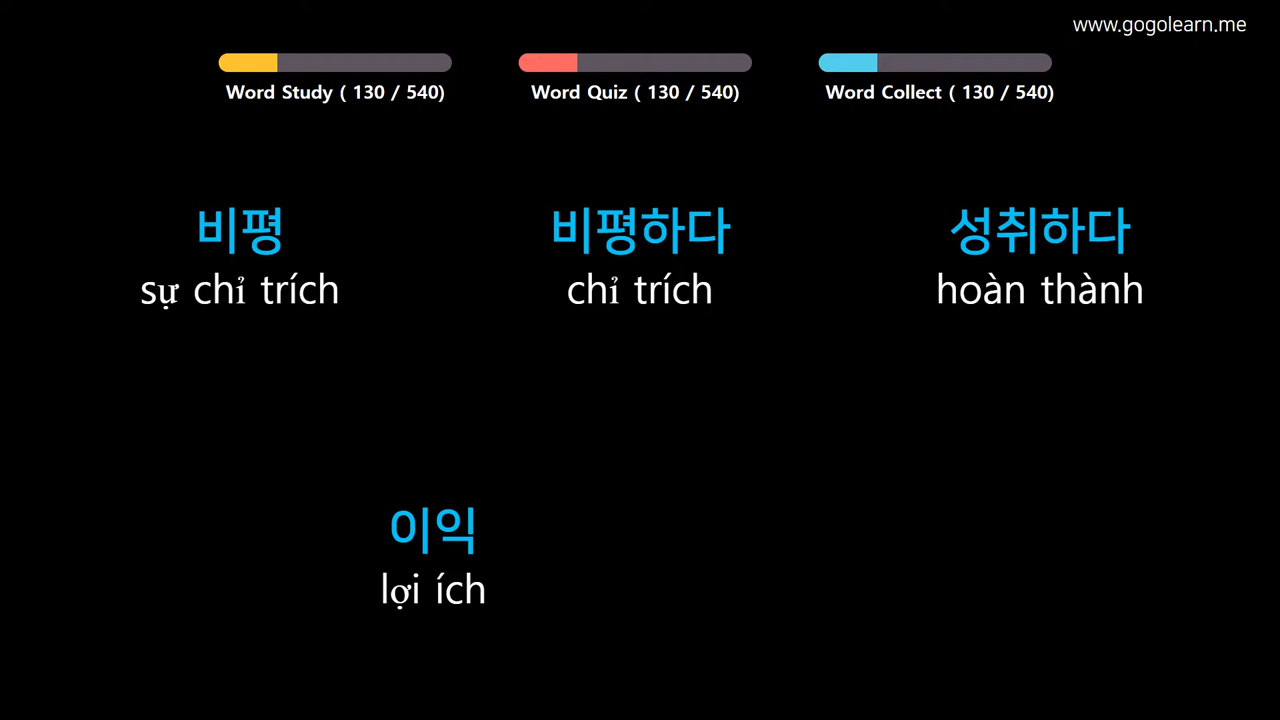 www.gogolearn.me
Word Study ( 130 / 540)
Word Quiz ( 130 / 540)
Word Collect ( 130 / 540)
비평
sự chỉ trích
비평하다
chỉ trích
성취하다
hoàn thành
이익
lợi ích